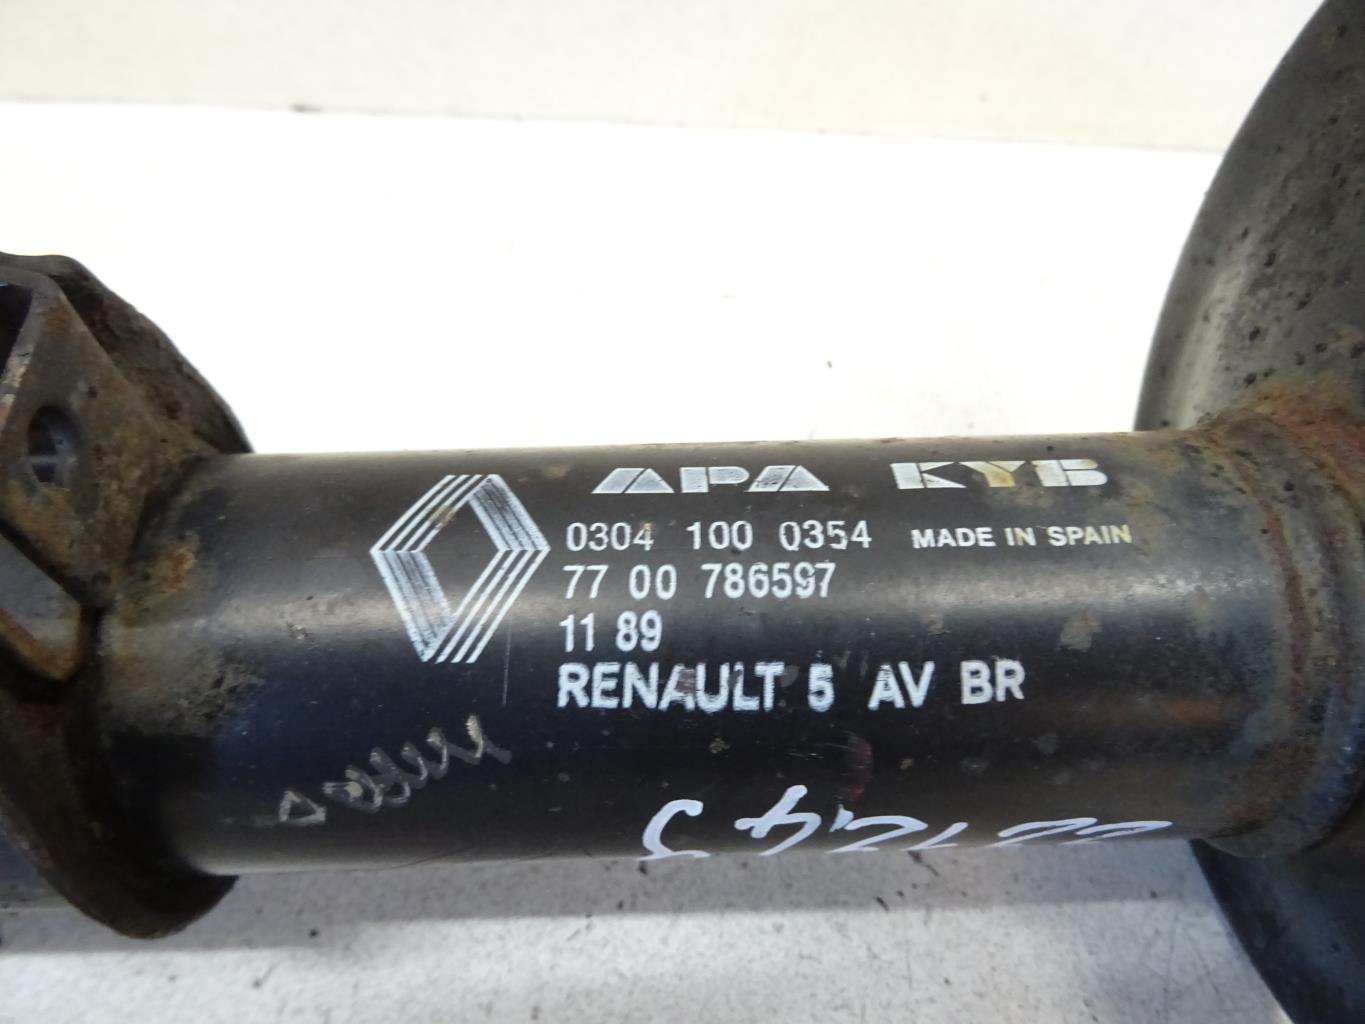 APA KYB
0304 100 0354 MADE IN SPAIN
77 00 786597
11 89
RENAULT 5 AV BR